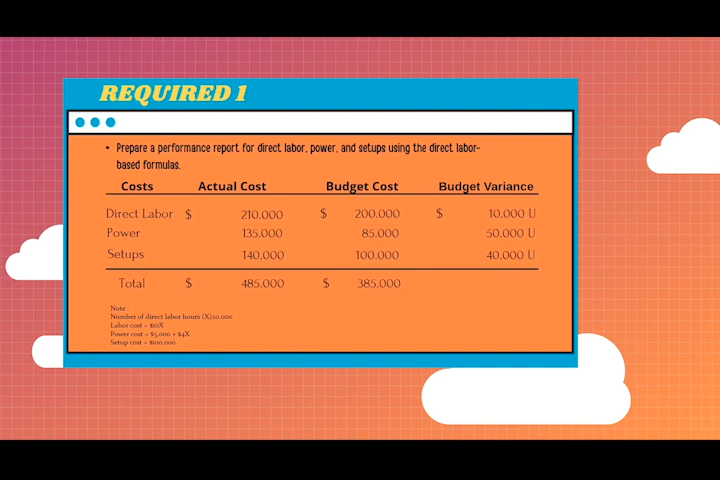 REQUIRED 1
• Prepare a performance report for direct labor, power, and setups using the direct labor-
based formulas.
Costs Actual Cost Budget Cost Budget Variance
Direct Labor $ 210.000 $ 200.000 $ 10.000 U
Power 135.000 85.000 50.000 U
Setups 140.000 100.000 40.000 U
Total $ 485.000 $ 385.000
Note :
Number of direct labor hours (X)20.000
Labor cost = $10X
Power cost = $5,000 + $4X
Setup cost = $100,000